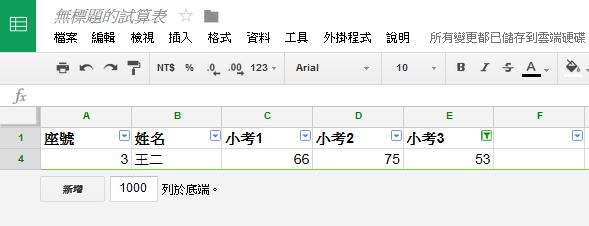 無標題的試算表
檔案 編輯 檢視 插入 格式 資料 工具 外掛程式 說明 所有變更都已儲存到雲端硬碟
NT$ % .0 .00 123 Arial 10 B I S A
fx
A B C D E F
1 座號 姓名 小考1 小考2 小考3
4 3 王二 66 75 53
新增 1000 列於底端。